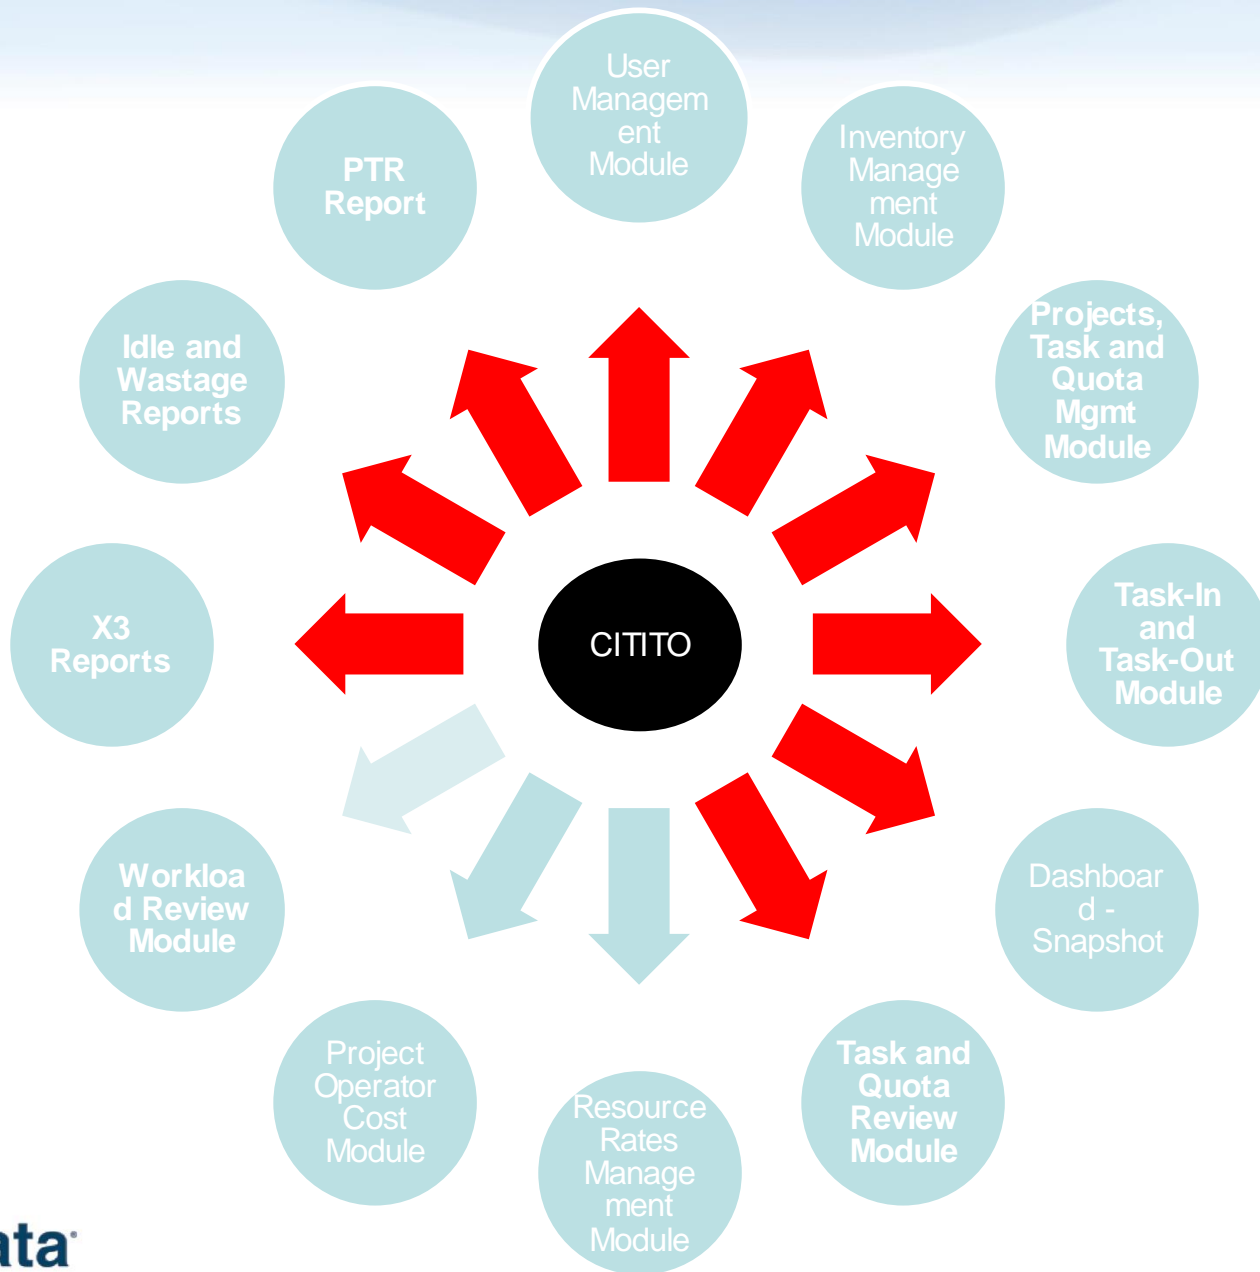 User
Managem
ent
Module
Inventory
Manage
ment
Module
Projects,
Task and
Quota
Mgmt
Module
Task-In
and
Task-Out
Module
Dashboar
d -
Snapshot
Task and
Quota
Review
Module
Resource
Rates
Manage
ment
Module
Project
Operator
Cost
Module
Workloa
d Review
Module
X3
Reports
Idle and
Wastage
Reports
PTR
Report
CITITO
ata